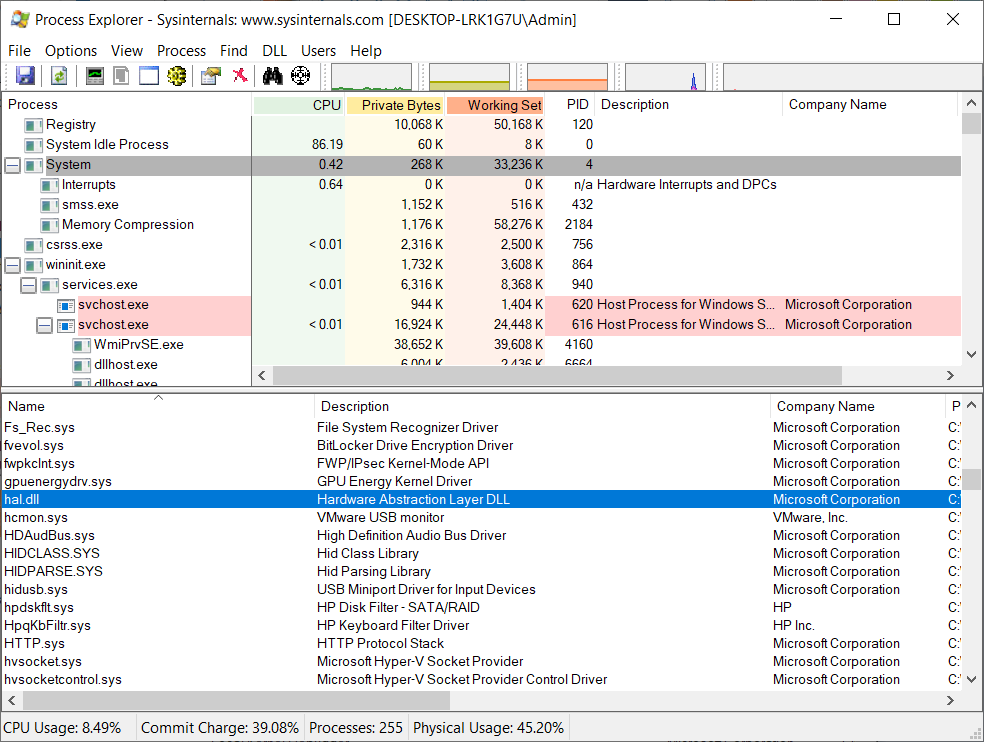 Process Explorer - Sysinternals: www.sysinternals.com [DESKTOP-LRK1G7U\Admin]
File Options View Process Find DLL Users Help
Process CPU Private Bytes Working Set PID Description Company Name
Registry 10,068 K 50,168 K 120
System Idle Process 86.19 60 K 8 K 0
System 0.42 268 K 33,236 K 4
Interrupts 0.64 0 K 0 K n/a Hardware Interrupts and DPCs
smss.exe 1,152 K 516 K 432
Memory Compression 1,176 K 58,276 K 2184
csrss.exe < 0.01 2,316 K 2,500 K 756
wininit.exe 1,732 K 3,608 K 864
services.exe < 0.01 6,316 K 8,368 K 940
svchost.exe 944 K 1,404 K 620 Host Process for Windows S... Microsoft Corporation
svchost.exe < 0.01 16,924 K 24,448 K 616 Host Process for Windows S... Microsoft Corporation
WmiPrvSE.exe 38,652 K 39,608 K 4160
dllhost.exe 6,004 K 2,436 K 6664
dllhost.exe
Name Description Company Name P
Fs_Rec.sys File System Recognizer Driver Microsoft Corporation C:\
fvevol.sys BitLocker Drive Encryption Driver Microsoft Corporation C:\
fwpkclnt.sys FWP/IPsec Kernel-Mode API Microsoft Corporation C:\
gpuenergydrv.sys GPU Energy Kernel Driver Microsoft Corporation C:\
hal.dll Hardware Abstraction Layer DLL Microsoft Corporation C:\
hcmon.sys VMware USB monitor VMware, Inc. C:\
HDAudBus.sys High Definition Audio Bus Driver Microsoft Corporation C:\
HIDCLASS.SYS Hid Class Library Microsoft Corporation C:\
HIDPARSE.SYS Hid Parsing Library Microsoft Corporation C:\
hidusb.sys USB Miniport Driver for Input Devices Microsoft Corporation C:\
hpdskflt.sys HP Disk Filter - SATA/RAID HP C:\
HpqKbFiltr.sys HP Keyboard Filter Driver HP Inc. C:\
HTTP.sys HTTP Protocol Stack Microsoft Corporation C:\
hvsocket.sys Microsoft Hyper-V Socket Provider Microsoft Corporation C:\
hvsocketcontrol.sys Microsoft Hyper-V Socket Provider Control Driver Microsoft Corporation C:\
CPU Usage: 8.49% Commit Charge: 39.08% Processes: 255 Physical Usage: 45.20%